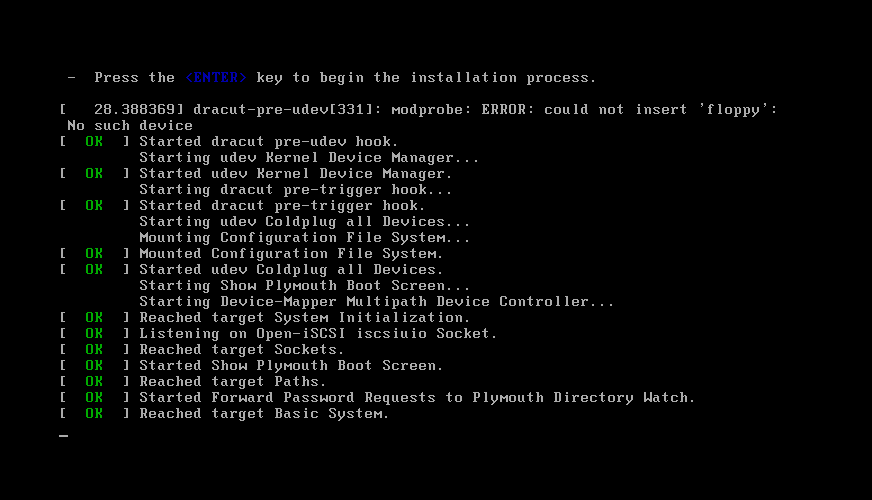 -  Press the <ENTER> key to begin the installation process.
[   28.388369] dracut-pre-udev[331]: modprobe: ERROR: could not insert 'floppy':
No such device
[  OK  ] Started dracut pre-udev hook.
Starting udev Kernel Device Manager...
[  OK  ] Started udev Kernel Device Manager.
Starting dracut pre-trigger hook...
[  OK  ] Started dracut pre-trigger hook.
Starting udev Coldplug all Devices...
Mounting Configuration File System...
[  OK  ] Mounted Configuration File System.
[  OK  ] Started udev Coldplug all Devices.
Starting Show Plymouth Boot Screen...
Starting Device-Mapper Multipath Device Controller...
[  OK  ] Reached target System Initialization.
[  OK  ] Listening on Open-iSCSI iscsiuio Socket.
[  OK  ] Reached target Sockets.
[  OK  ] Started Show Plymouth Boot Screen.
[  OK  ] Reached target Paths.
[  OK  ] Started Forward Password Requests to Plymouth Directory Watch.
[  OK  ] Reached target Basic System.